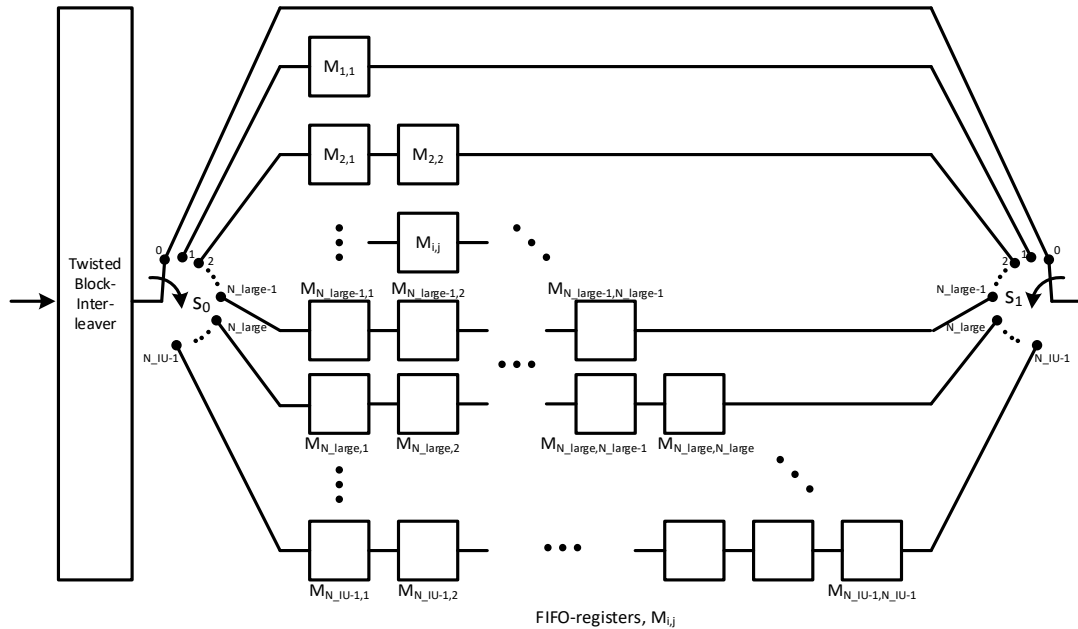 0
0
M1,1
M2,1
M2,2
Mi,j
1
2
2
1
Twisted
Block-
Inter-
leaver
S0
S1
N_large-1
N_large-1
MN_large-1,1
MN_large-1,2
MN_large-1,N_large-1
N_large
N_large
N_IU-1
N_IU-1
MN_large,1
MN_large,2
MN_large,N_large-1
MN_large,N_large
MN_IU-1,1
MN_IU-1,2
MN_IU-1,N_IU-1
FIFO-registers, Mi,j